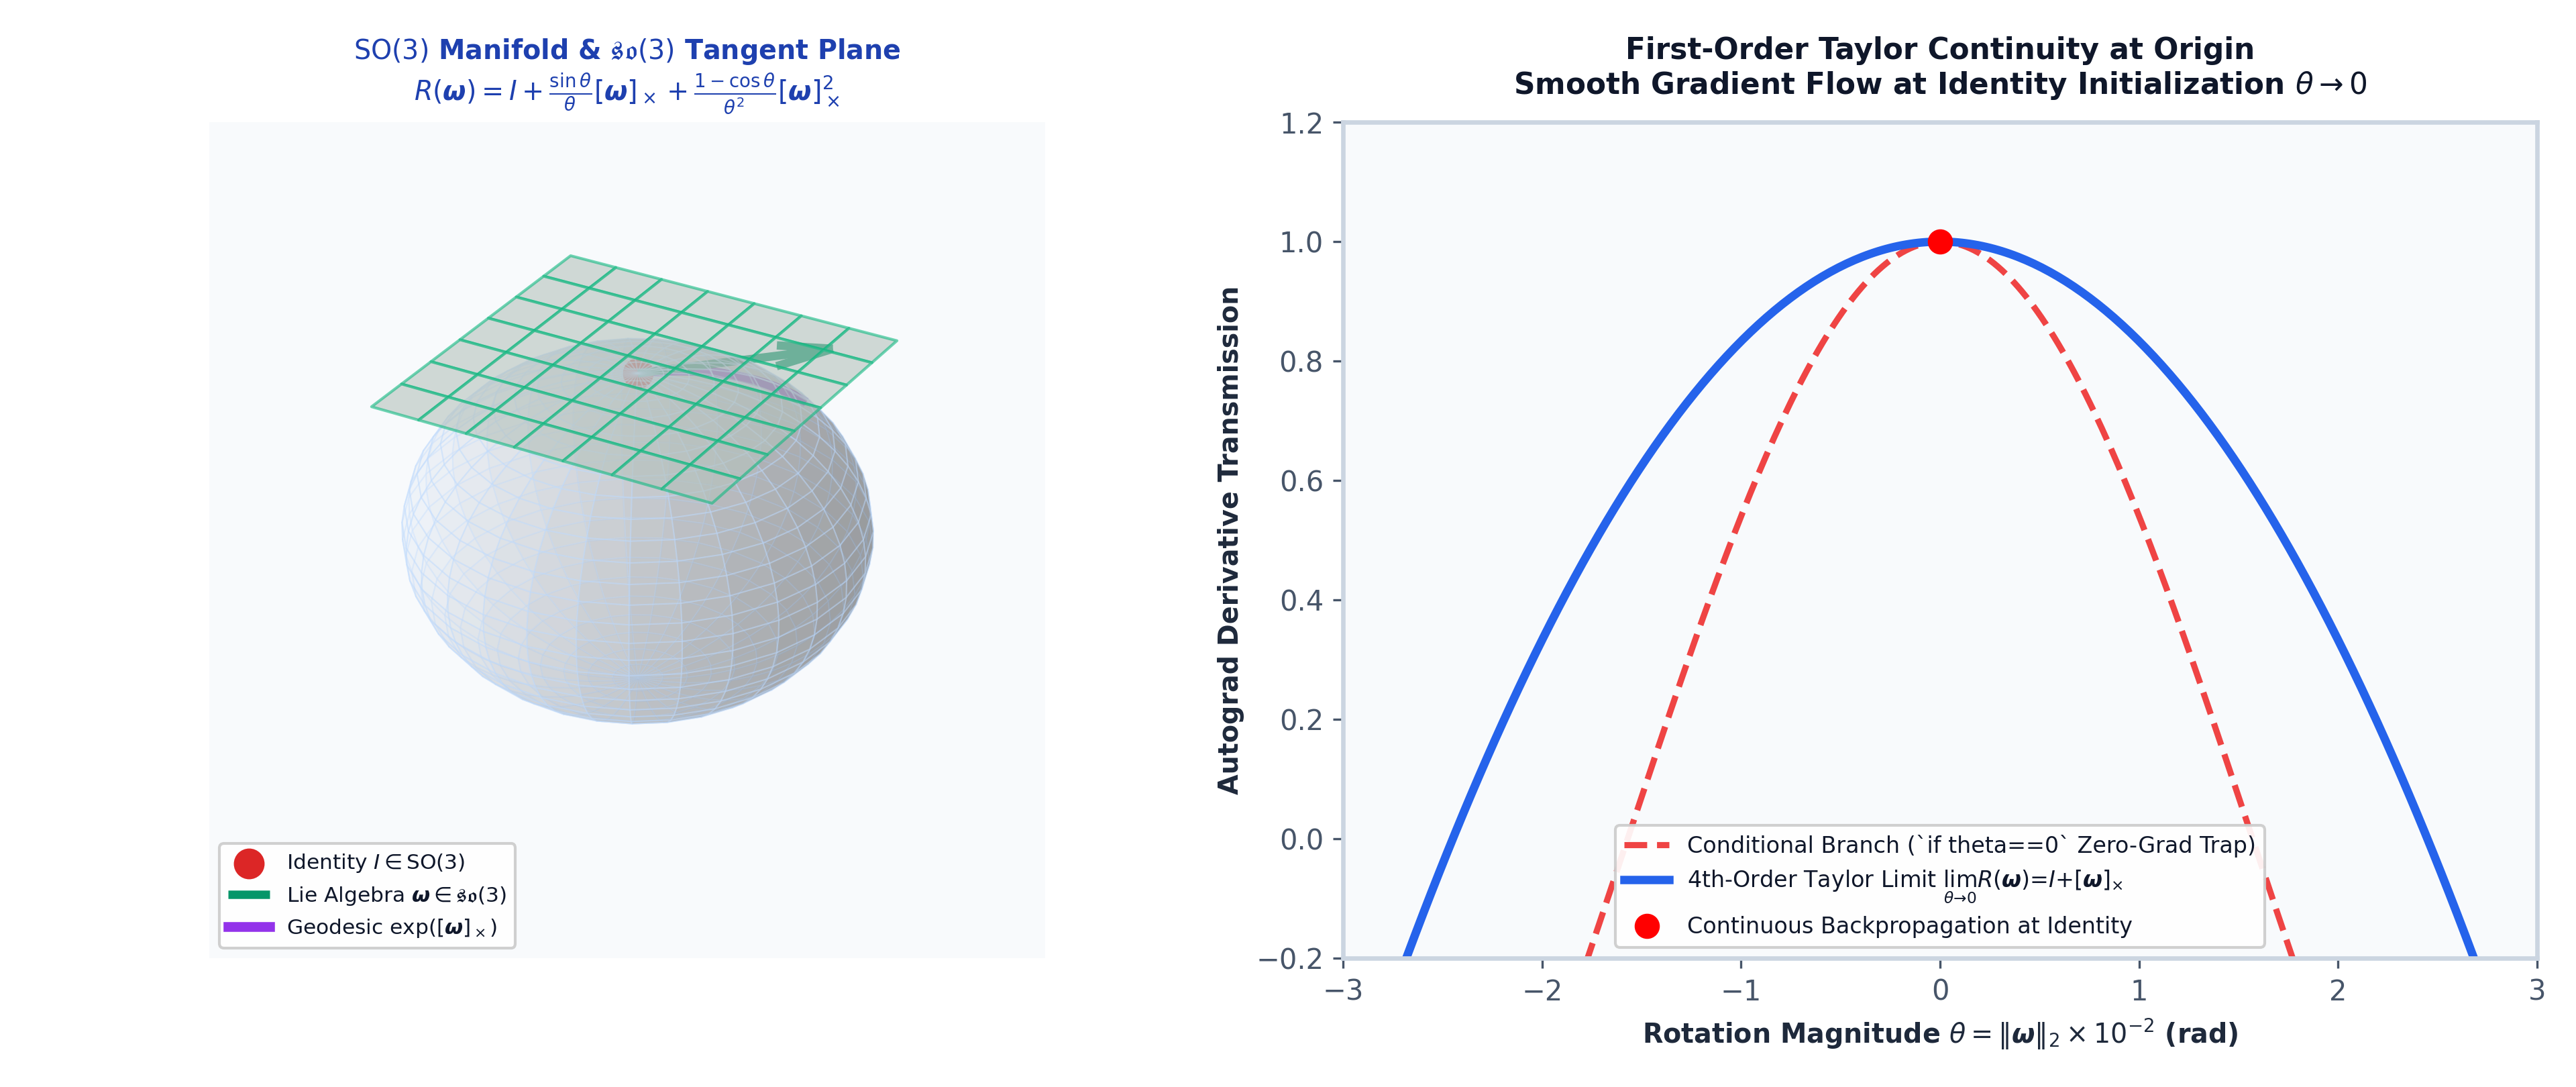 SO(3) Manifold & 𝔰𝔬(3) Tangent Plane
R(𝝎) = I + sin θ/θ [𝝎]× + 1 − cos θ/θ² [𝝎]²×
Identity I ∈ SO(3)
Lie Algebra 𝝎 ∈ 𝔰𝔬(3)
Geodesic exp([𝝎]×)
First-Order Taylor Continuity at Origin
Smooth Gradient Flow at Identity Initialization θ → 0
Autograd Derivative Transmission
1.2
1.0
0.8
0.6
0.4
0.2
0.0
−0.2
Conditional Branch (`if theta==0` Zero-Grad Trap)
4th-Order Taylor Limit lim θ→0 R(𝝎)=I+[𝝎]×
Continuous Backpropagation at Identity
−3 −2 −1 0 1 2 3
Rotation Magnitude θ = ‖𝝎‖₂ × 10⁻² (rad)